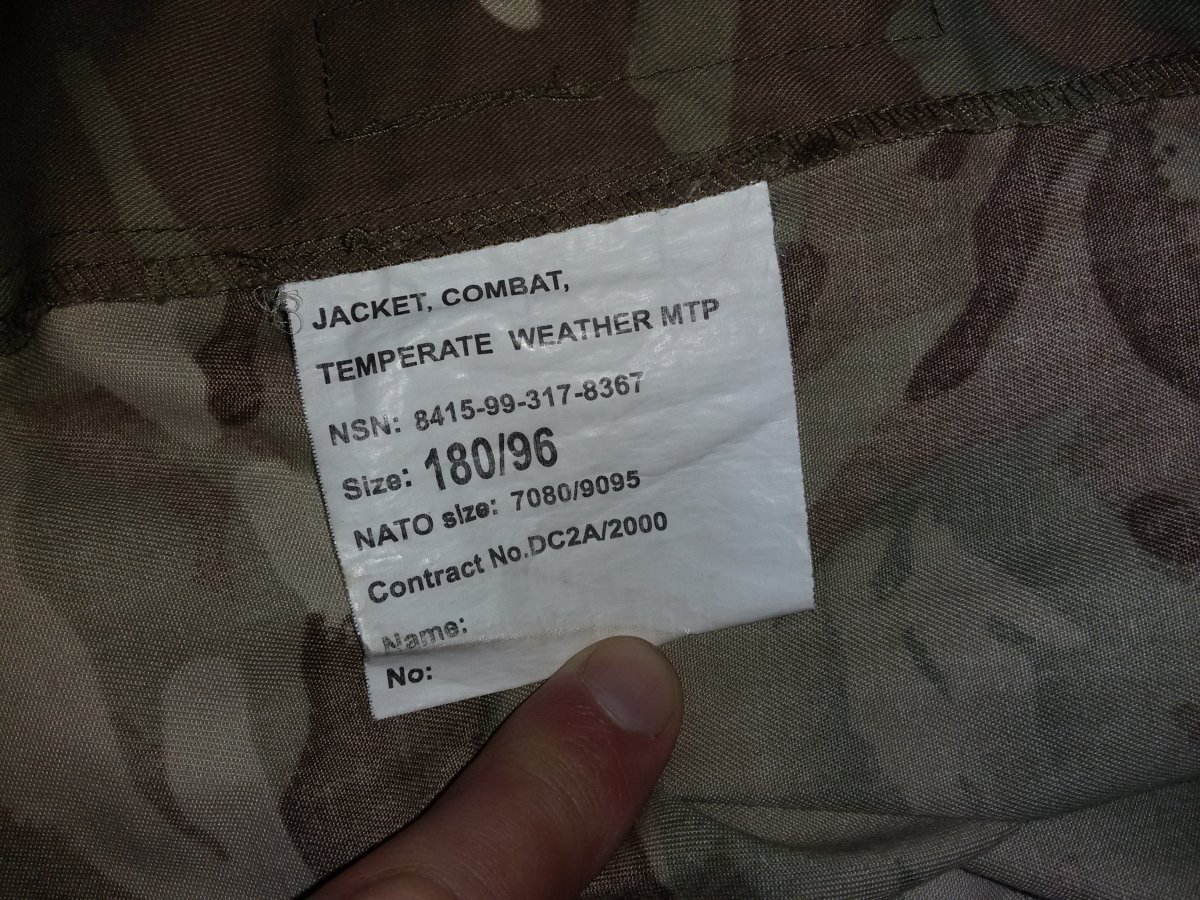 JACKET, COMBAT,
TEMPERATE WEATHER MTP
NSN: 8415-99-317-8367
Size: 180/96
NATO size: 7080/9095
Contract No.DC2A/2000
Name:
No: